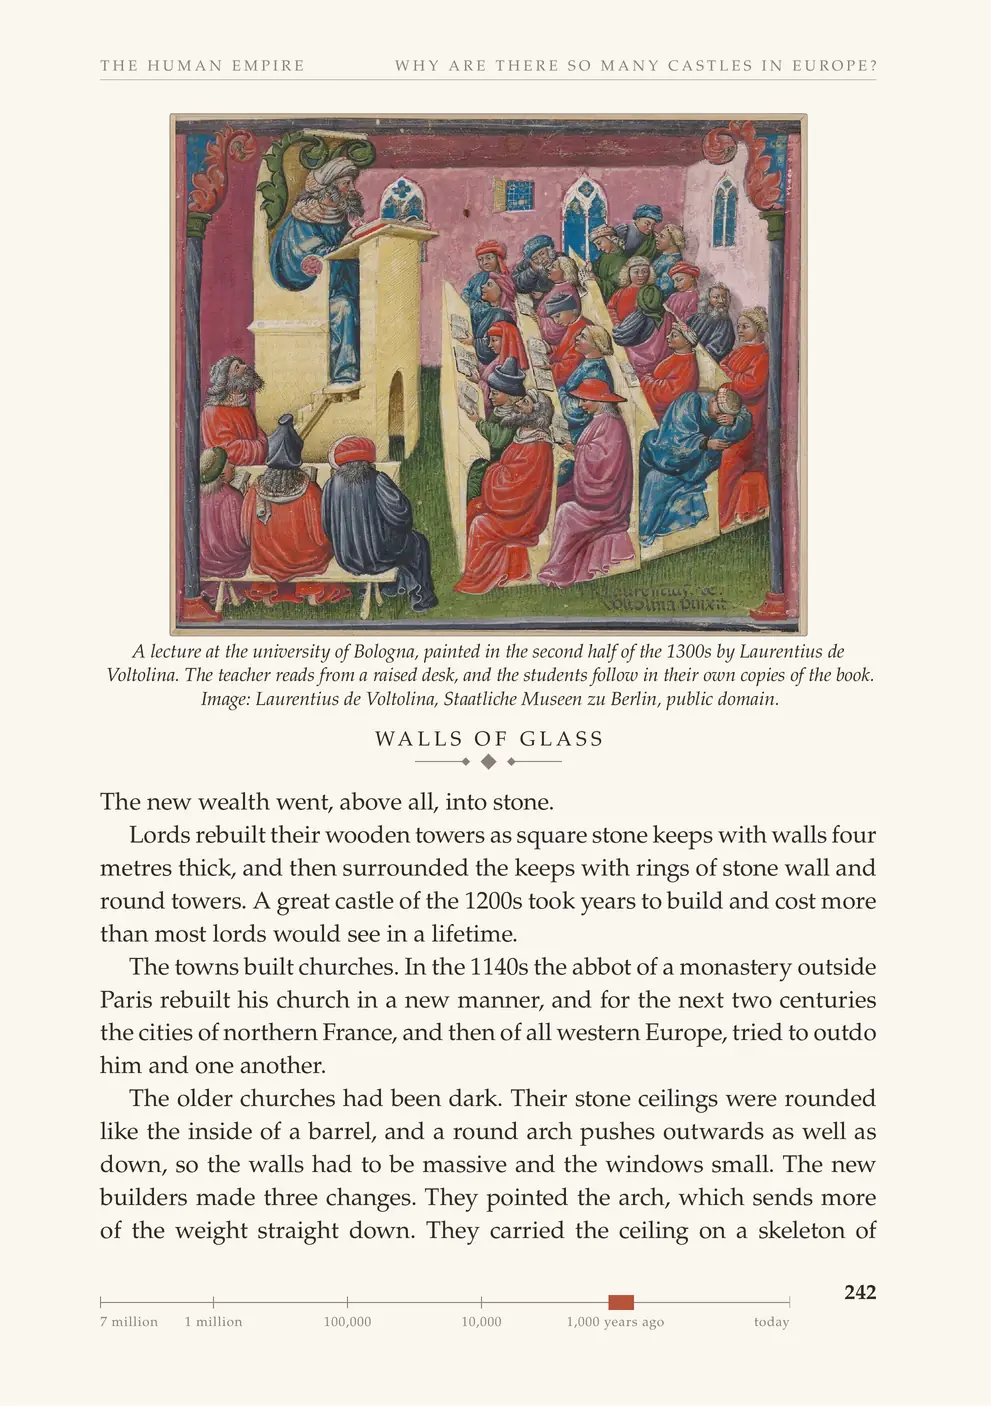 THE HUMAN EMPIRE
WHY ARE THERE SO MANY CASTLES IN EUROPE?
A lecture at the university of Bologna, painted in the second half of the 1300s by Laurentius de
Voltolina. The teacher reads from a raised desk, and the students follow in their own copies of the book.
Image: Laurentius de Voltolina, Staatliche Museen zu Berlin, public domain.
WALLS OF GLASS
The new wealth went, above all, into stone.
Lords rebuilt their wooden towers as square stone keeps with walls four
metres thick, and then surrounded the keeps with rings of stone wall and
round towers. A great castle of the 1200s took years to build and cost more
than most lords would see in a lifetime.
The towns built churches. In the 1140s the abbot of a monastery outside
Paris rebuilt his church in a new manner, and for the next two centuries
the cities of northern France, and then of all western Europe, tried to outdo
him and one another.
The older churches had been dark. Their stone ceilings were rounded
like the inside of a barrel, and a round arch pushes outwards as well as
down, so the walls had to be massive and the windows small. The new
builders made three changes. They pointed the arch, which sends more
of the weight straight down. They carried the ceiling on a skeleton of
242
7 million 1 million 100,000 10,000 1,000 years ago today